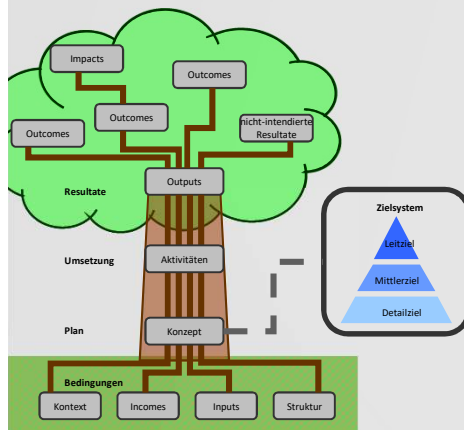 Impacts
Outcomes
Outcomes
Outcomes
nicht-intendierte
Resultate
Outputs
Resultate
Zielsystem
Leitziel
Umsetzung
Aktivitäten
Mittlerziel
Detailziel
Plan
Konzept
Bedingungen
Kontext
Incomes
Inputs
Struktur